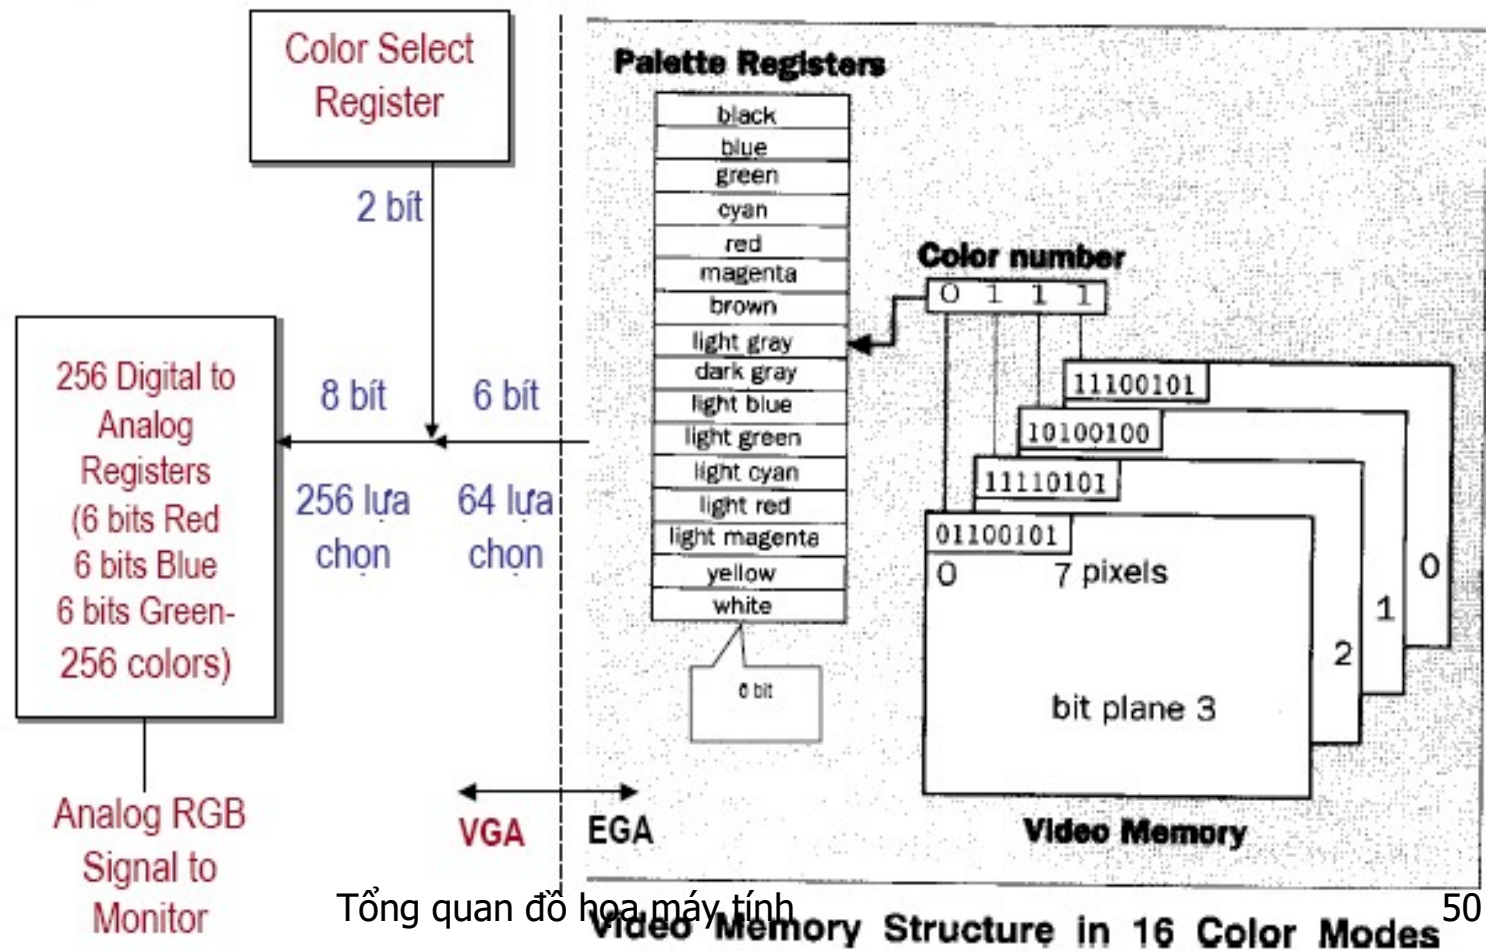 Color Select
Register
2 bít
256 Digital to
Analog
Registers
(6 bits Red
6 bits Blue
6 bits Green-
256 colors)
8 bít
6 bít
256 lựa
chọn
64 lựa
chọn
Analog RGB
Signal to
Monitor
VGA
EGA
Palette Registers
black
blue
green
cyan
red
magenta
brown
light gray
dark gray
light blue
light green
light cyan
light red
light magenta
yellow
white
6 bit
Color number
0 1 1 1
11100101
10100100
11110101
01100101
0 7 pixels
0
1
2
bit plane 3
Video Memory
Tổng quan đồ họa máy tính
50
Video Memory Structure in 16 Color Modes